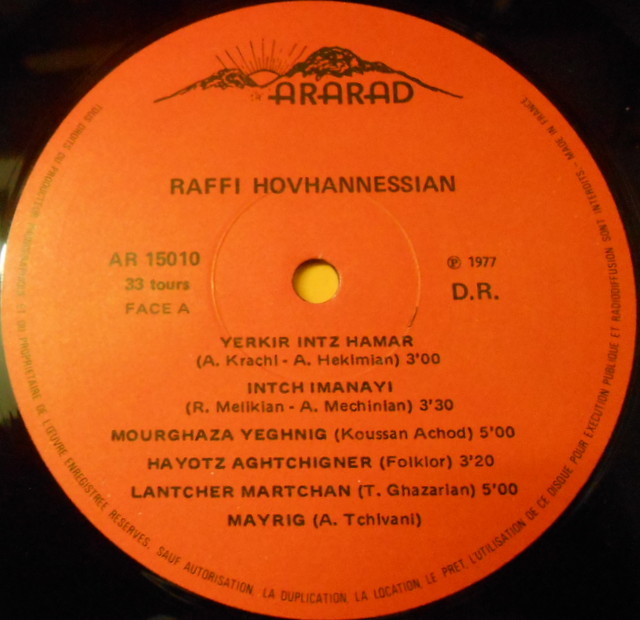 ARARAD
RAFFI HOVHANNESSIAN
AR 15010
33 tours
FACE A
℗ 1977
D.R.
YERKIR INTZ HAMAR
(A. Krachi - A. Hekimian) 3'00
INTCH IMANAYI
(R. Melikian - A. Mechinian) 3'30
MOURGHAZA YEGHNIG (Koussan Achod) 5'00
HAYOTZ AGHTCHIGNER (Folklor) 3'20
LANTCHER MARTCHAN (T. Ghazarian) 5'00
MAYRIG (A. Tchivani)
TOUS DROITS DU PRODUCTEUR PHONOGRAPHIQUE ET DU PROPRIETAIRE DE L'ŒUVRE ENREGISTREE RESERVES. SAUF AUTORISATION, LA DUPLICATION, LA LOCATION, LE PRET, L'UTILISATION DE CE DISQUE POUR EXECUTION PUBLIQUE ET RADIODIFFUSION SONT INTERDITS - MADE IN FRANCE